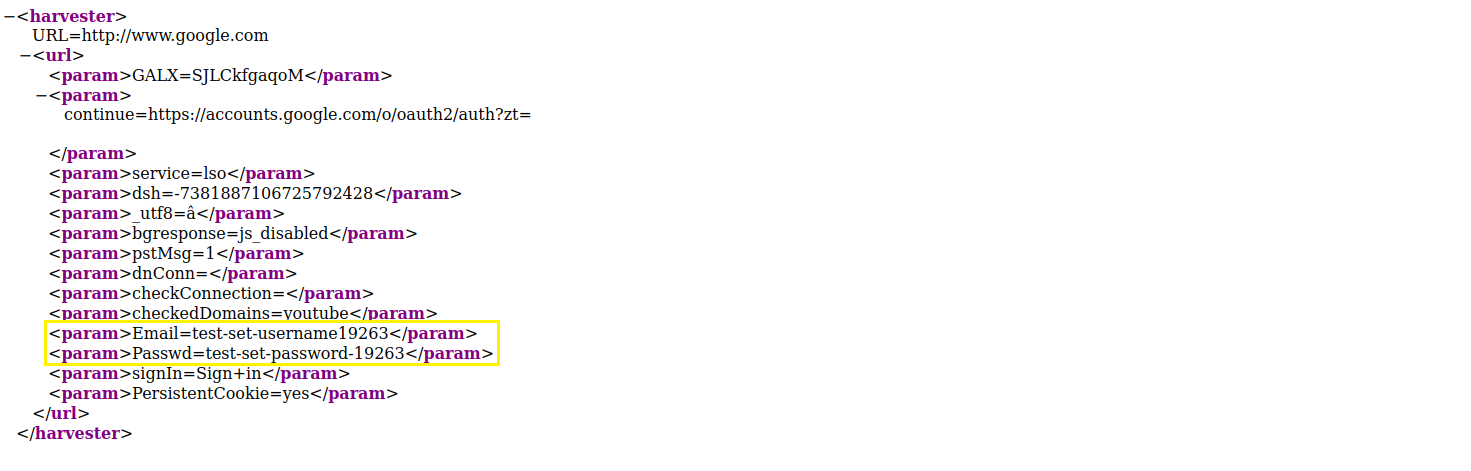 −<harvester>
URL=http://www.google.com
−<url>
<param>GALX=SJLCkfgaqoM</param>
−<param>
continue=https://accounts.google.com/o/oauth2/auth?zt=
</param>
<param>service=lso</param>
<param>dsh=-7381887106725792428</param>
<param>_utf8=â</param>
<param>bgresponse=js_disabled</param>
<param>pstMsg=1</param>
<param>dnConn=</param>
<param>checkConnection=</param>
<param>checkedDomains=youtube</param>
<param>Email=test-set-username19263</param>
<param>Passwd=test-set-password-19263</param>
<param>signIn=Sign+in</param>
<param>PersistentCookie=yes</param>
</url>
</harvester>